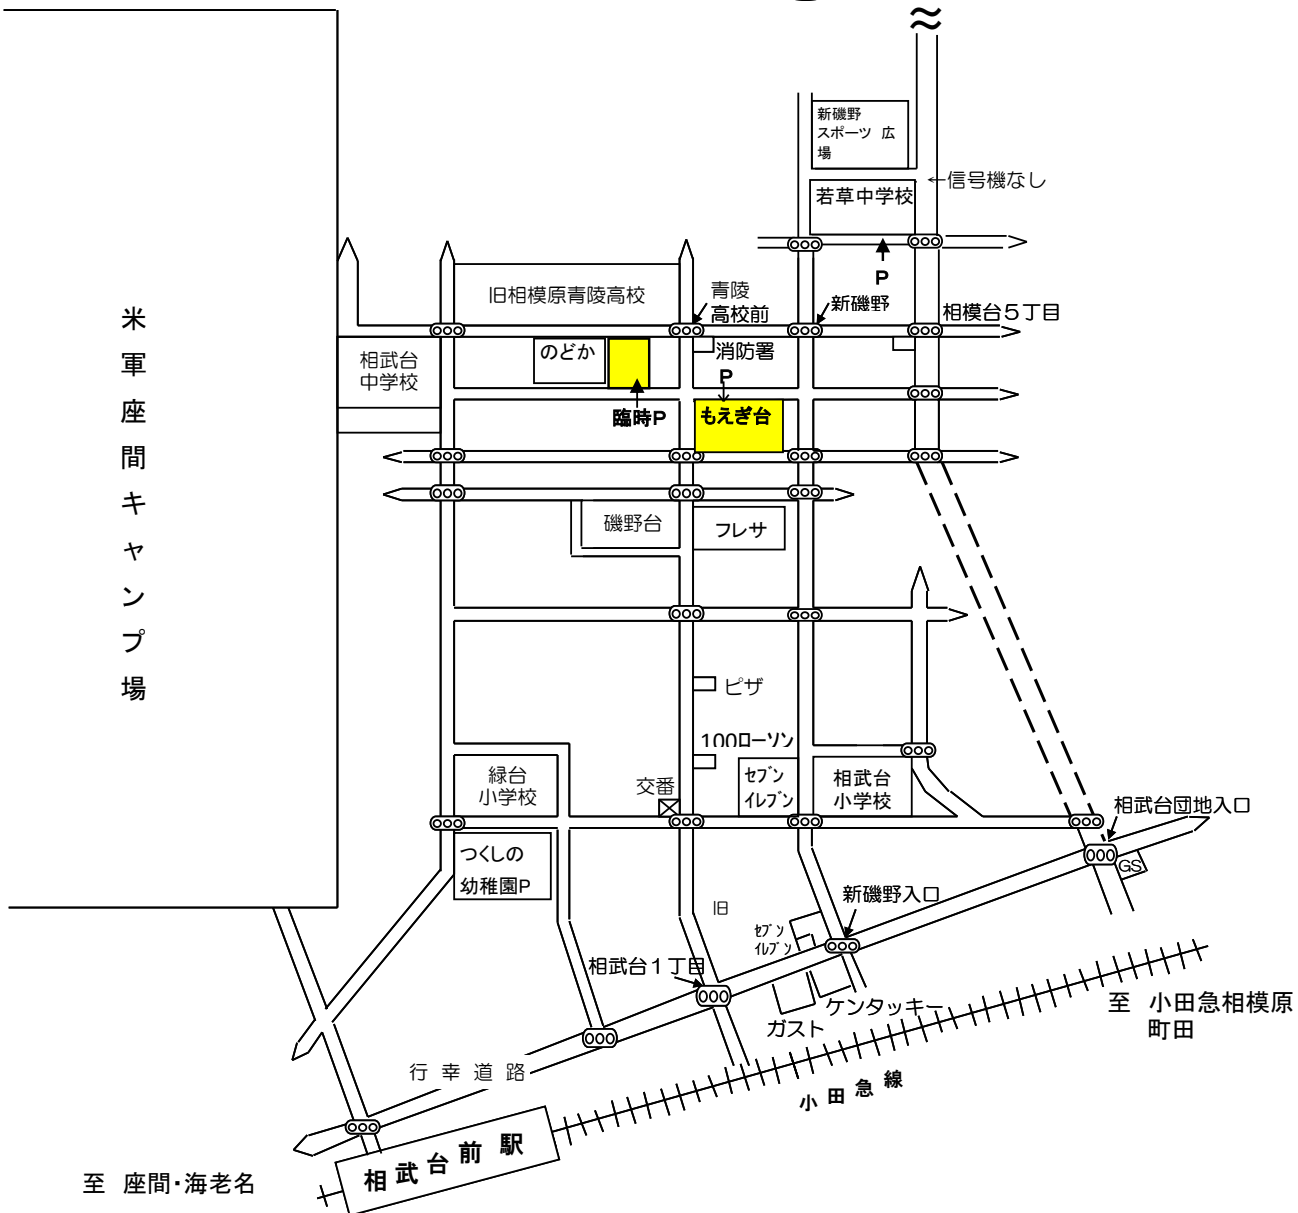 新磯野
スポーツ 広
場
若草中学校
←信号機なし
P
旧相模原青陵高校
青陵
高校前
新磯野
相模台5丁目
米軍座間キャンプ場
相武台
中学校
のどか
消防署
P
臨時P
もえぎ台
磯野台
フレサ
ピザ
100ローソン
緑台
小学校
交番
セブン
イレブン
相武台
小学校
相武台団地入口
つくしの
幼稚園P
GS
旧
新磯野入口
セブン
イレブン
相武台1丁目
ケンタッキー
ガスト
至 小田急相模原
町田
行幸道路
小田急線
相武台前駅
至 座間・海老名